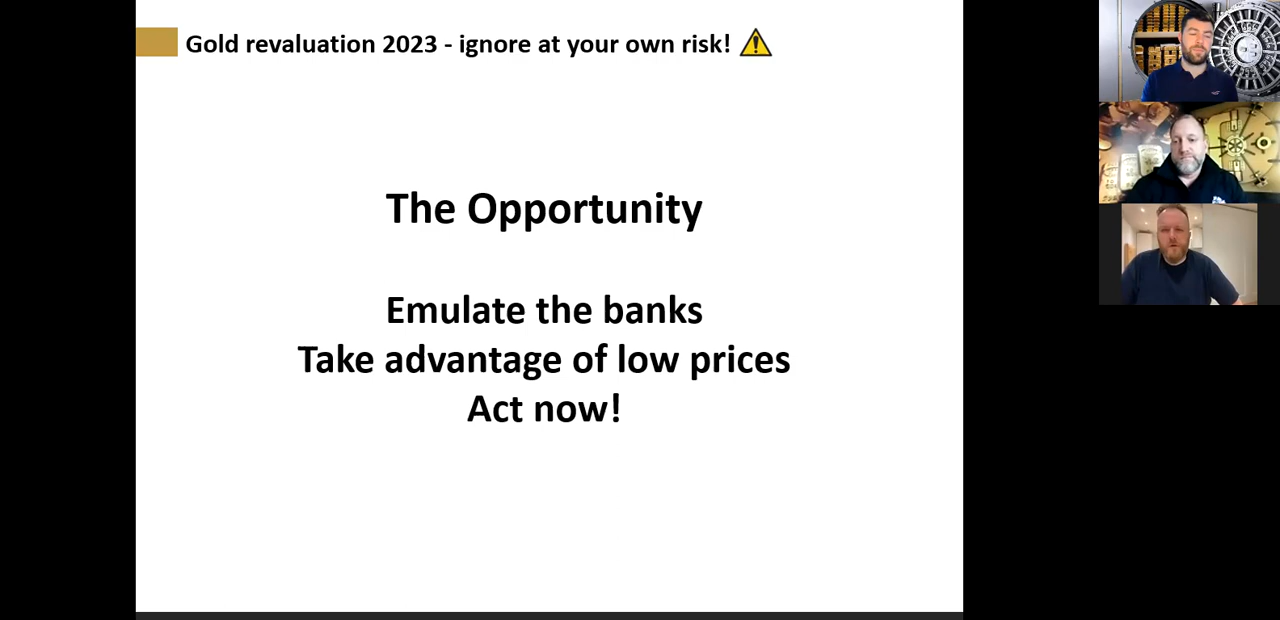 Gold revaluation 2023 - ignore at your own risk!
The Opportunity
Emulate the banks
Take advantage of low prices
Act now!